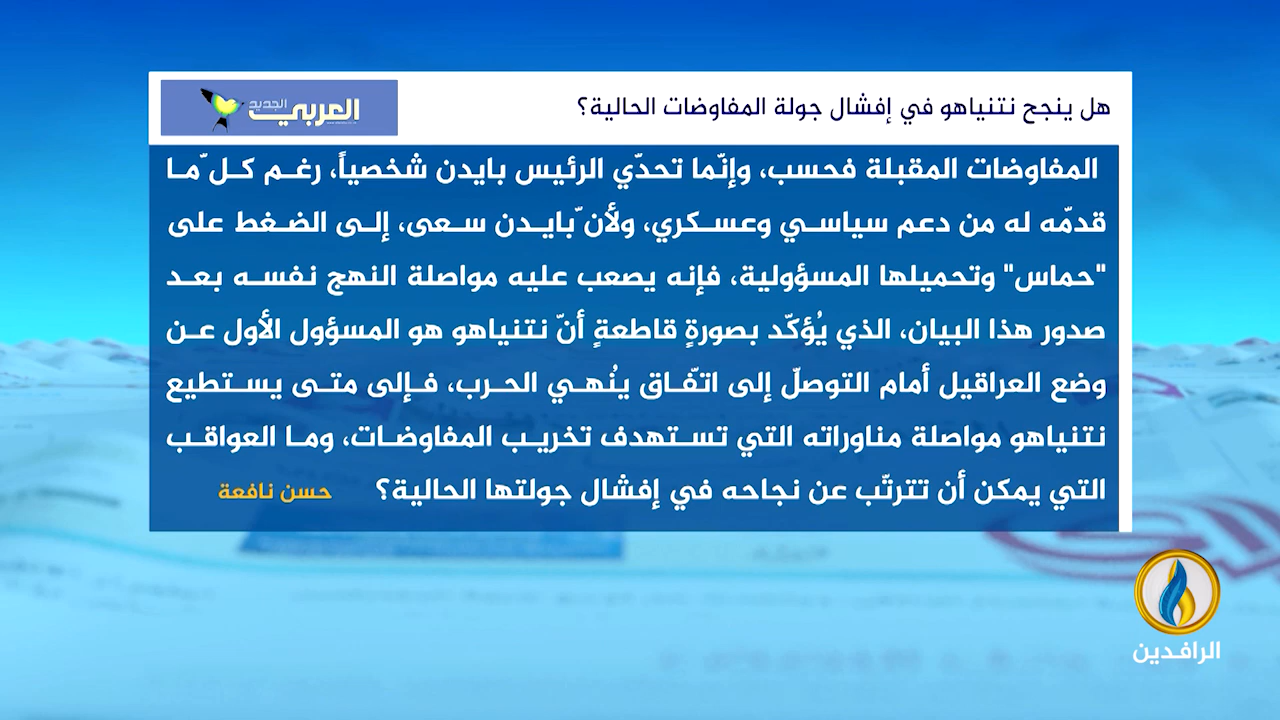 هل ينجح نتنياهو في إفشال جولة المفاوضات الحالية؟
العربي الجديد
المفاوضات المقبلة فحسب، وإنّما تحدّي الرئيس بايدن شخصياً، رغم كل ّما
قدمّه له من دعم سياسي وعسكري، ولأن ّبايدن سعى، إلى الضغط على
"حماس" وتحميلها المسؤولية، فإنه يصعب عليه مواصلة النهج نفسه بعد
صدور هذا البيان، الذي يُؤكّد بصورةٍ قاطعةٍ أنّ نتنياهو هو المسؤول الأول عن
وضع العراقيل أمام التوصلّ إلى اتفّاق ينُهي الحرب، فإلى متى يستطيع
نتنياهو مواصلة مناوراته التي تستهدف تخريب المفاوضات، وما العواقب
التي يمكن أن تترتّب عن نجاحه في إفشال جولتها الحالية؟ حسن نافعة
الرافدين